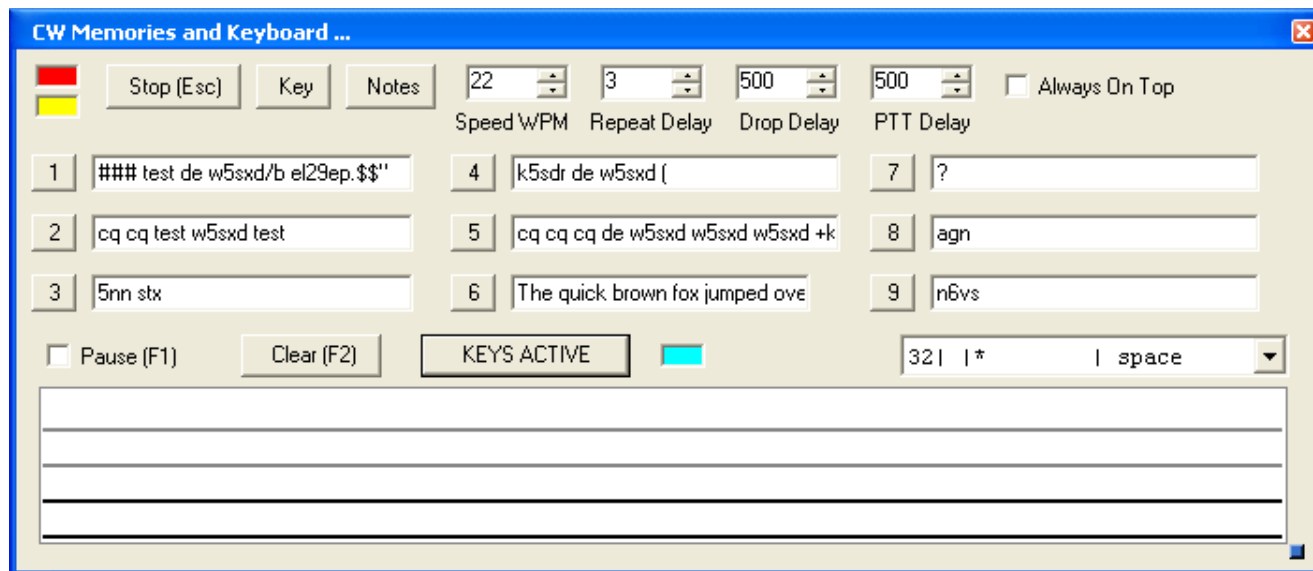 CW Memories and Keyboard ...
Stop (Esc) Key Notes 22 3 500 500 Always On Top
Speed WPM Repeat Delay Drop Delay PTT Delay
1 ### test de w5sxd/b el29ep.$$" 4 k5sdr de w5sxd ( 7 ?
2 cq cq test w5sxd test 5 cq cq cq de w5sxd w5sxd w5sxd +k 8 agn
3 5nn stx 6 The quick brown fox jumped ove 9 n6vs
Pause (F1) Clear (F2) KEYS ACTIVE 32| |* | space